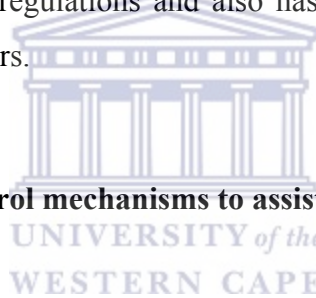 regulations and also has
rs.
rol mechanisms to assist
UNIVERSITY of the
WESTERN CAPE